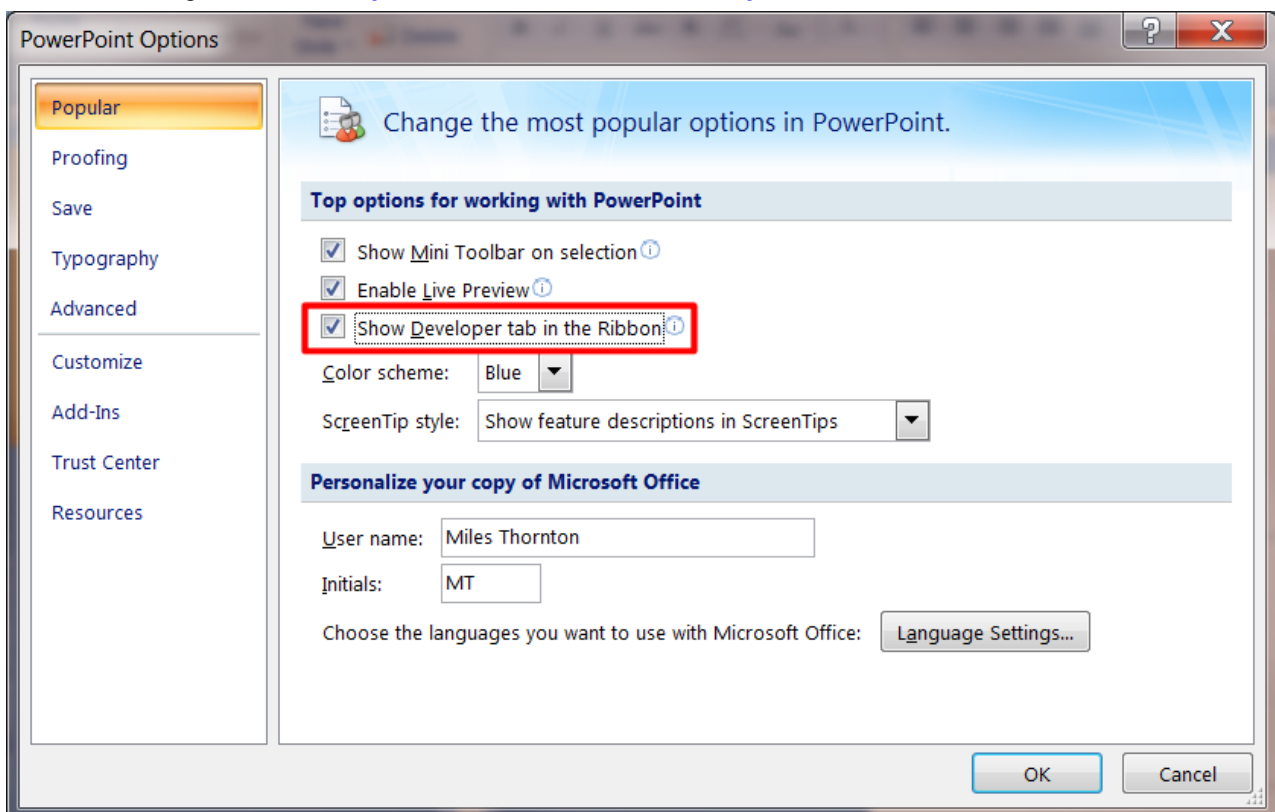 PowerPoint Options
Popular
Proofing
Save
Typography
Advanced
Customize
Add-Ins
Trust Center
Resources
Change the most popular options in PowerPoint.
Top options for working with PowerPoint
Show Mini Toolbar on selection
Enable Live Preview
Show Developer tab in the Ribbon
Color scheme: Blue
ScreenTip style: Show feature descriptions in ScreenTips
Personalize your copy of Microsoft Office
User name: Miles Thornton
Initials: MT
Choose the languages you want to use with Microsoft Office: Language Settings...
OK Cancel